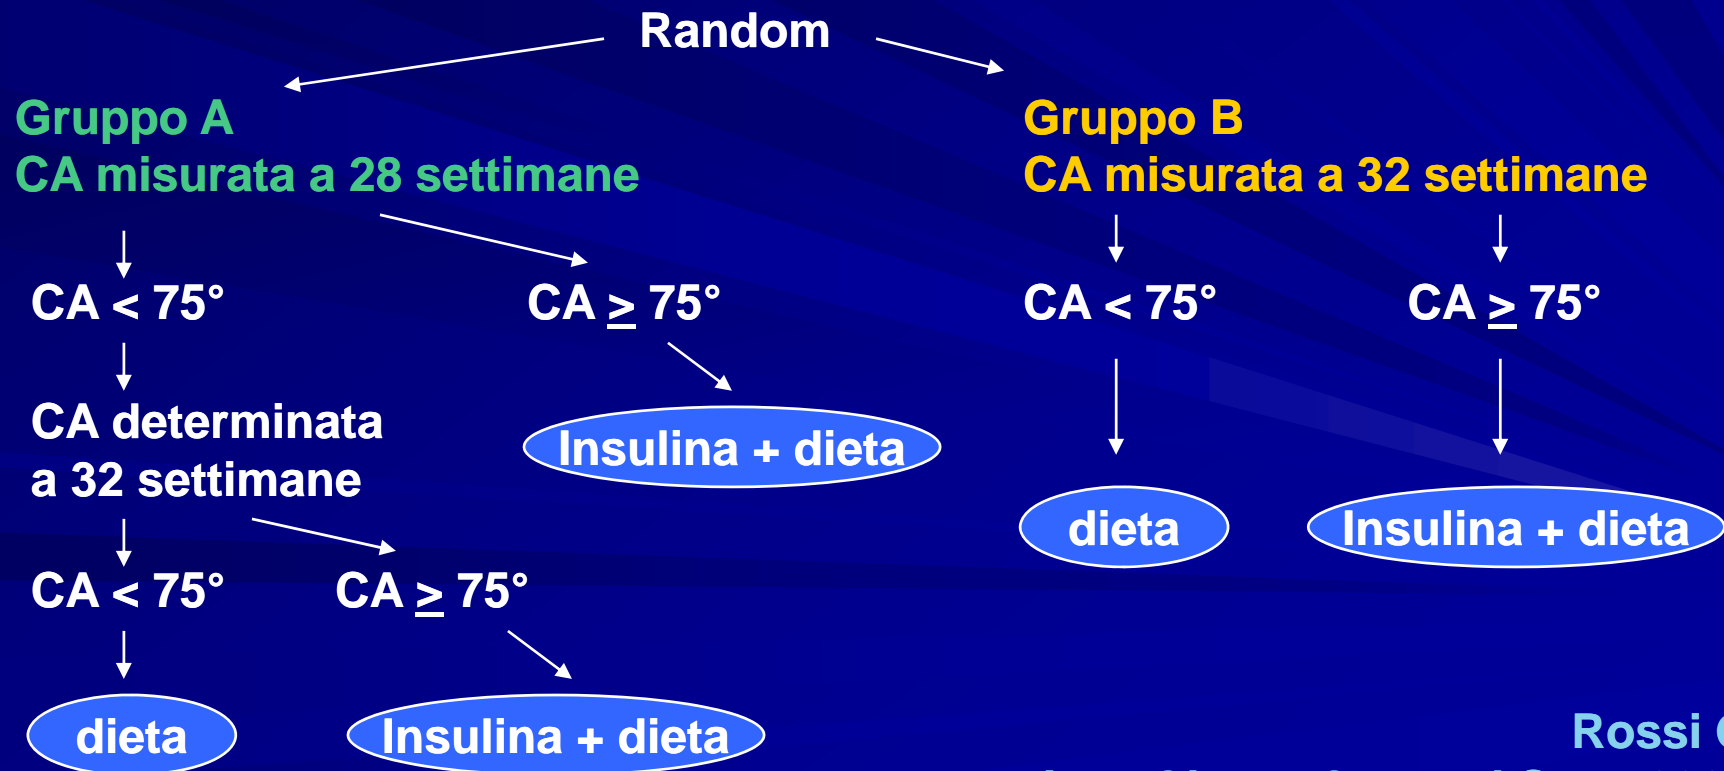 Random
Gruppo A
CA misurata a 28 settimane
Gruppo B
CA misurata a 32 settimane
CA < 75°
CA ≥ 75°
CA < 75°
CA ≥ 75°
CA determinata
a 32 settimane
Insulina + dieta
dieta
Insulina + dieta
CA < 75°
CA ≥ 75°
dieta
Insulina + dieta
Rossi